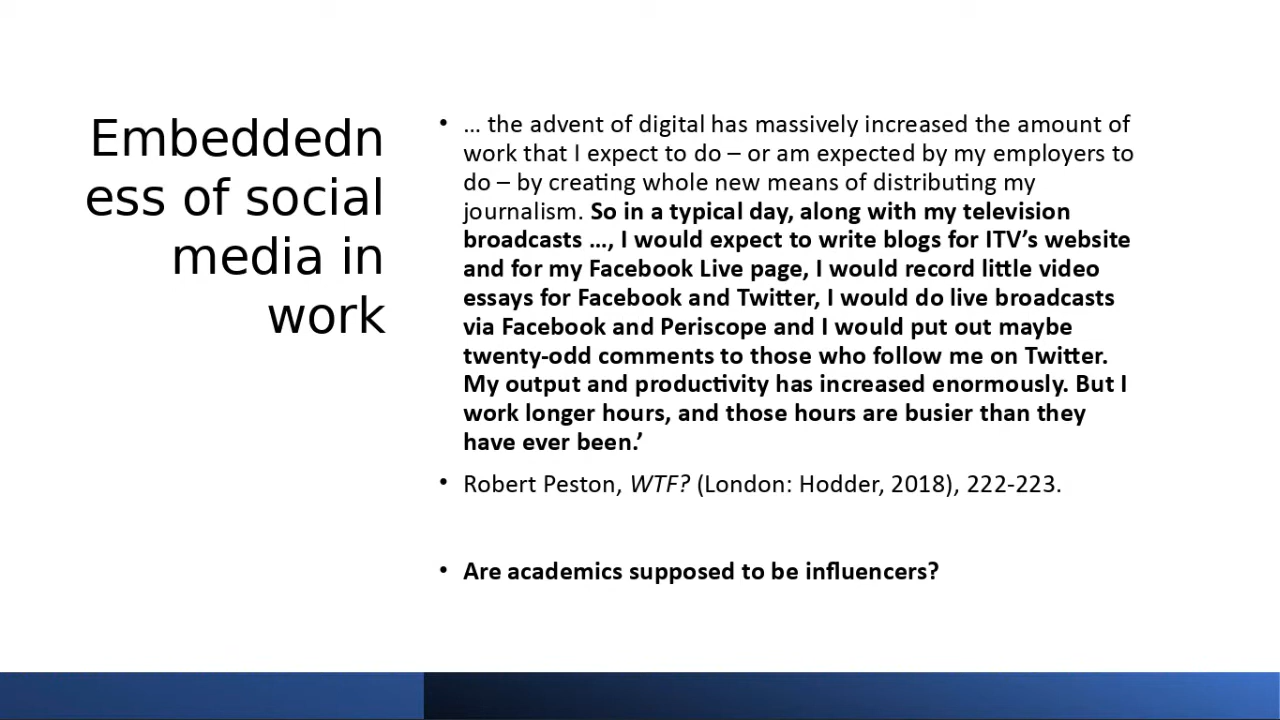 Embeddedn
ess of social
media in
work
• … the advent of digital has massively increased the amount of
work that I expect to do – or am expected by my employers to
do – by creating whole new means of distributing my
journalism. So in a typical day, along with my television
broadcasts …, I would expect to write blogs for ITV’s website
and for my Facebook Live page, I would record little video
essays for Facebook and Twitter, I would do live broadcasts
via Facebook and Periscope and I would put out maybe
twenty-odd comments to those who follow me on Twitter.
My output and productivity has increased enormously. But I
work longer hours, and those hours are busier than they
have ever been.’
• Robert Peston, WTF? (London: Hodder, 2018), 222-223.
• Are academics supposed to be influencers?